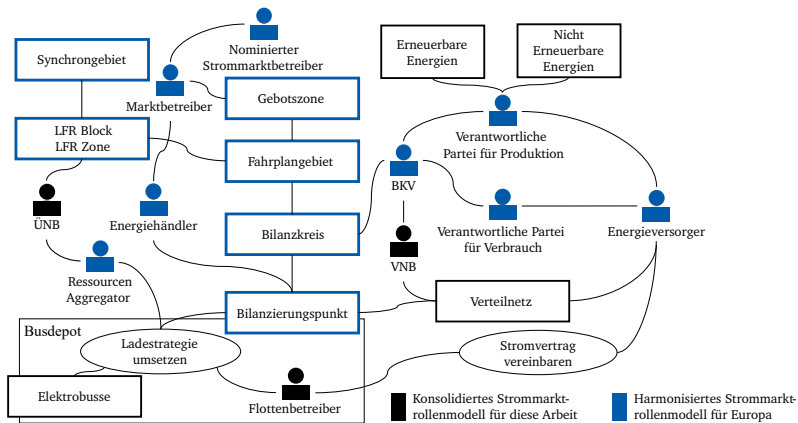 Nominierter
Strommarktbetreiber
Erneuerbare
Energien
Nicht
Erneuerbare
Energien
Synchrongebiet
Marktbetreiber
Gebotszone
LFR Block
LFR Zone
Verantwortliche
Partei für Produktion
Fahrplangebiet
BKV
ÜNB
Energiehändler
Bilanzkreis
Verantwortliche Partei
für Verbrauch
Energieversorger
VNB
Ressourcen
Aggregator
Bilanzierungspunkt
Verteilnetz
Busdepot
Ladestrategie
umsetzen
Stromvertrag
vereinbaren
Elektrobusse
Flottenbetreiber
Konsolidiertes Strommarkt-
rollenmodell für diese Arbeit
Harmonisiertes Strommarkt-
rollenmodell für Europa